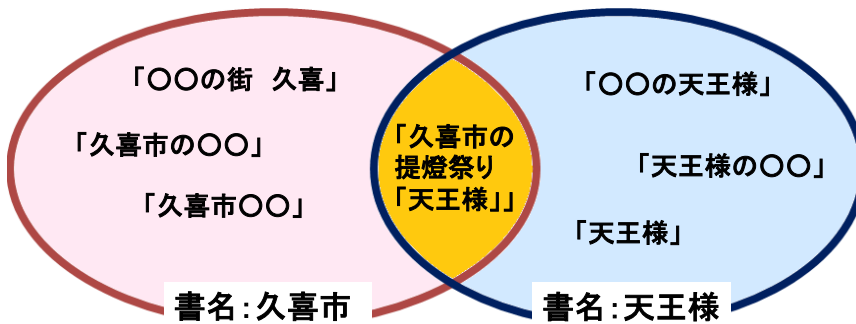 「〇〇の街　久喜」
「久喜市の〇〇」
「久喜市〇〇」
「久喜市の
提燈祭り
「天王様」」
「〇〇の天王様」
「天王様の〇〇」
「天王様」
書名：久喜市
書名：天王様